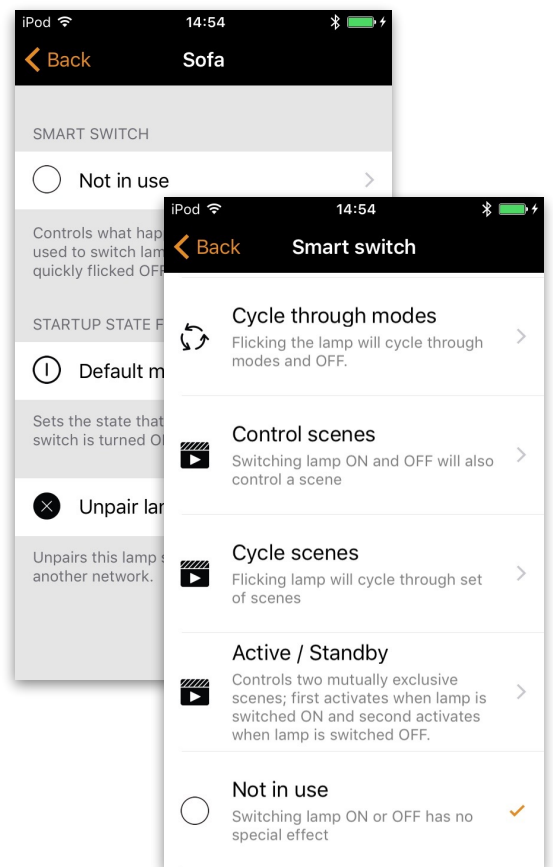 iPod 14:54
Back Sofa
SMART SWITCH
Not in use
Controls what hap
used to switch lam
quickly flicked OFF
STARTUP STATE F
Default m
Sets the state that
switch is turned O
Unpair lar
Unpairs this lamp s
another network.
iPod 14:54
Back Smart switch
Cycle through modes
Flicking the lamp will cycle through
modes and OFF.
Control scenes
Switching lamp ON and OFF will also
control a scene
Cycle scenes
Flicking lamp will cycle through set
of scenes
Active / Standby
Controls two mutually exclusive
scenes; first activates when lamp is
switched ON and second activates
when lamp is switched OFF.
Not in use
Switching lamp ON or OFF has no
special effect